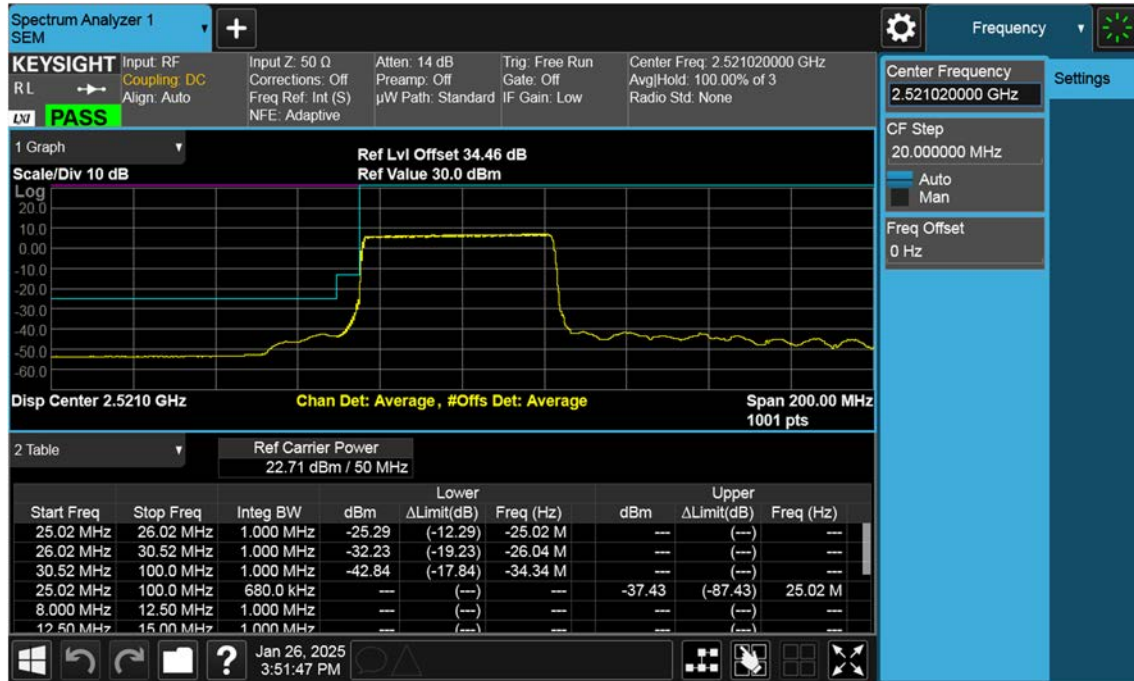 Spectrum Analyzer 1
SEM
Frequency
KEYSIGHT
R L
LXI PASS
Input: RF
Coupling: DC
Align: Auto
Input Z: 50 Ω
Corrections: Off
Freq Ref: Int (S)
NFE: Adaptive
Atten: 14 dB
Preamp: Off
µW Path: Standard
Trig: Free Run
Gate: Off
IF Gain: Low
Center Freq: 2.521020000 GHz
Avg|Hold: 100.00% of 3
Radio Std: None
Center Frequency
2.521020000 GHz
Settings
CF Step
20.000000 MHz
Auto
Man
Freq Offset
0 Hz
1 Graph
Scale/Div 10 dB
Ref Lvl Offset 34.46 dB
Ref Value 30.0 dBm
Log
20.0
10.0
0.00
-10.0
-20.0
-30.0
-40.0
-50.0
-60.0
Disp Center 2.5210 GHz
Chan Det: Average, #Offs Det: Average
Span 200.00 MHz
1001 pts
2 Table
Ref Carrier Power
22.71 dBm / 50 MHz
Lower Upper
Start Freq Stop Freq Integ BW dBm ΔLimit(dB) Freq (Hz) dBm ΔLimit(dB) Freq (Hz)
25.02 MHz 26.02 MHz 1.000 MHz -25.29 (-12.29) -25.02 M --- (---) ---
26.02 MHz 30.52 MHz 1.000 MHz -32.23 (-19.23) -26.04 M --- (---) ---
30.52 MHz 100.0 MHz 1.000 MHz -42.84 (-17.84) -34.34 M --- (---) ---
25.02 MHz 100.0 MHz 680.0 kHz --- (---) --- -37.43 (-87.43) 25.02 M
8.000 MHz 12.50 MHz 1.000 MHz --- (---) --- --- (---) ---
12.50 MHz 15.00 MHz 1.000 MHz --- (---) --- --- (---) ---
?
Jan 26, 2025
3:51:47 PM